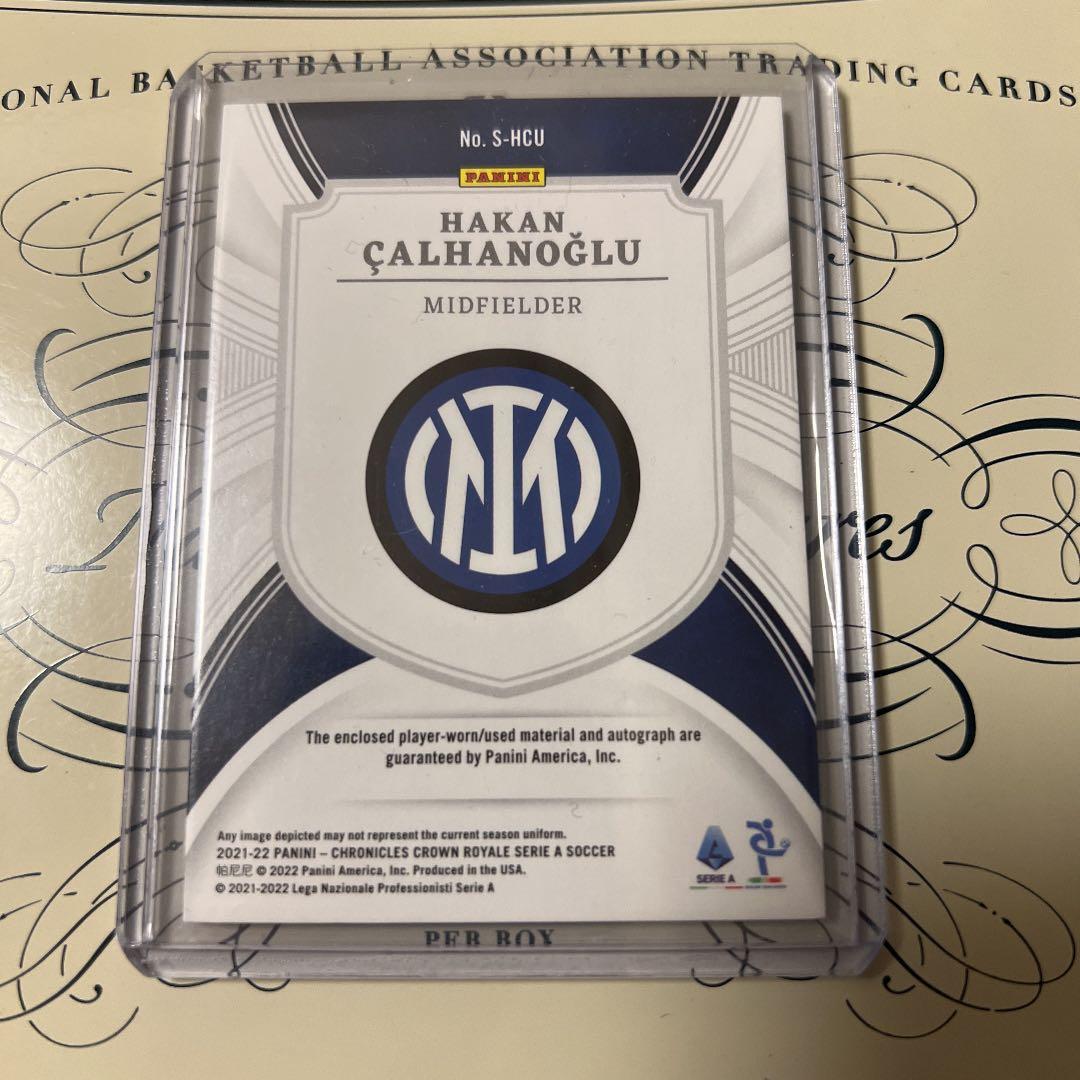 ONAL BASKETBALL ASSOCIATION TRADING CARDS
No. S-HCU
PANINI
HAKAN
ÇALHANOĞLU
MIDFIELDER
The enclosed player-worn/used material and autograph are
guaranteed by Panini America, Inc.
Any image depicted may not represent the current season uniform.
2021-22 PANINI – CHRONICLES CROWN ROYALE SERIE A SOCCER
帕尼尼 © 2022 Panini America, Inc. Produced in the USA.
© 2021-2022 Lega Nazionale Professionisti Serie A
SERIE A
PER BOX